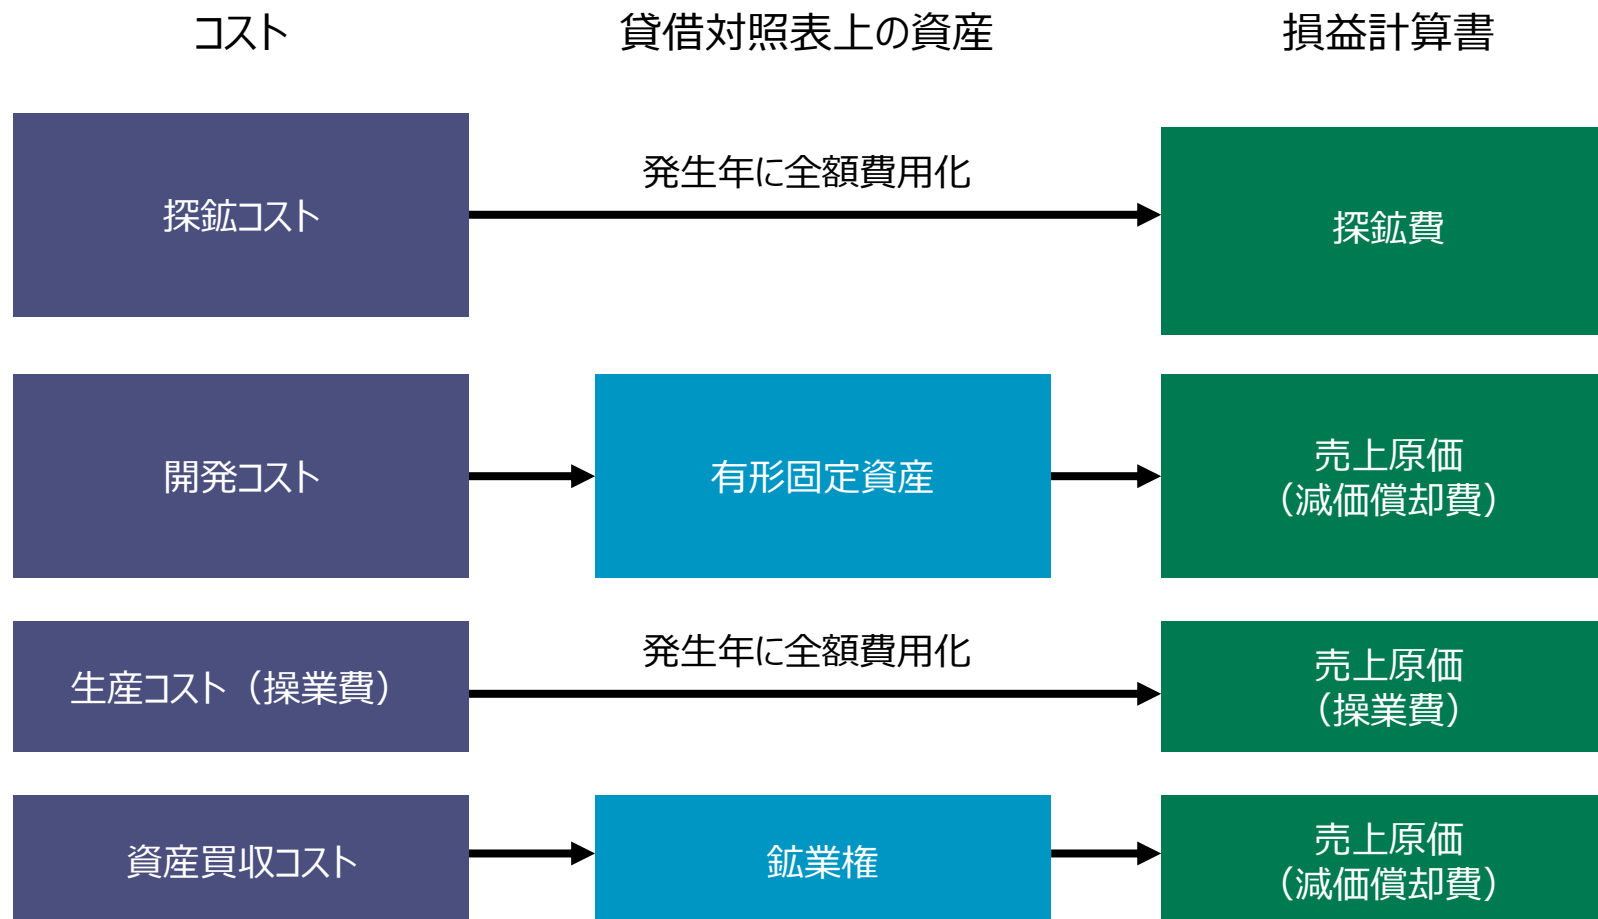 コスト
貸借対照表上の資産
損益計算書
探鉱コスト
発生年に全額費用化
探鉱費
開発コスト
有形固定資産
売上原価
（減価償却費）
生産コスト（操業費）
発生年に全額費用化
売上原価
（操業費）
資産買収コスト
鉱業権
売上原価
（減価償却費）